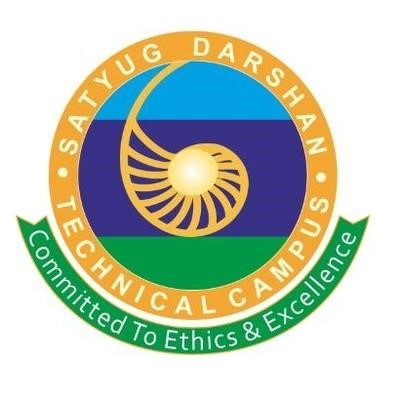 • SATYUG DARSHAN •
TECHNICAL CAMPUS
Committed To Ethics & Excellence